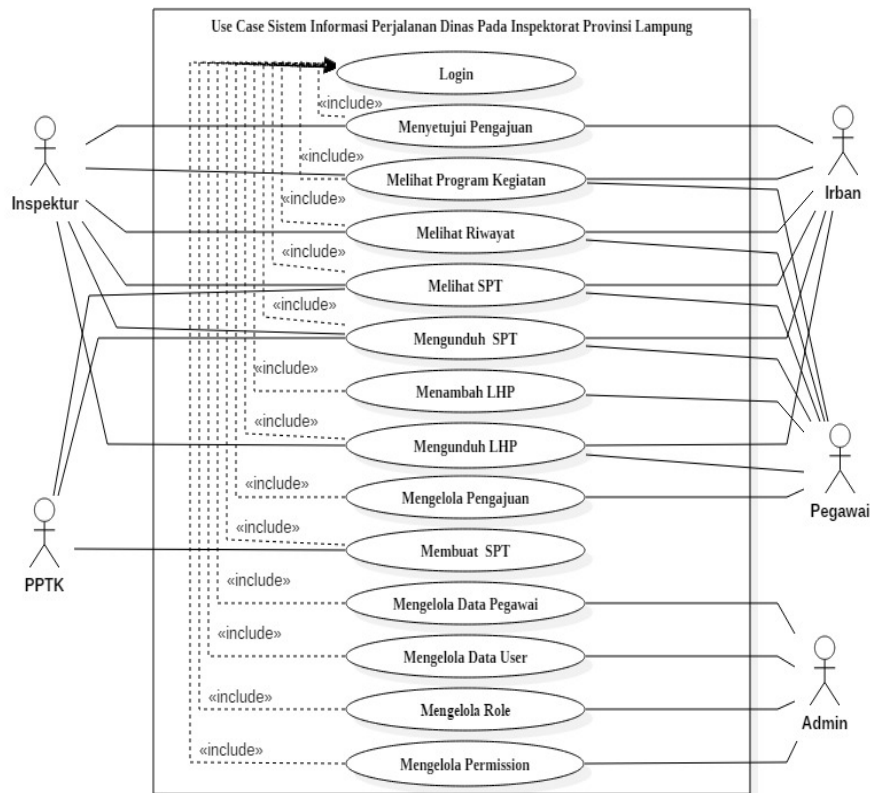 Use Case Sistem Informasi Perjalanan Dinas Pada Inspektorat Provinsi Lampung
Login
«include»
Menyetujui Pengajuan
«include»
Melihat Program Kegiatan
Inspektur
Irban
«include»
Melihat Riwayat
«include»
Melihat SPT
«include»
Mengunduh SPT
«include»
Menambah LHP
«include»
Mengunduh LHP
«include»
Mengelola Pengajuan
Pegawai
«include»
Membuat SPT
PPTK
«include»
Mengelola Data Pegawai
«include»
Mengelola Data User
«include»
Mengelola Role
Admin
«include»
Mengelola Permission